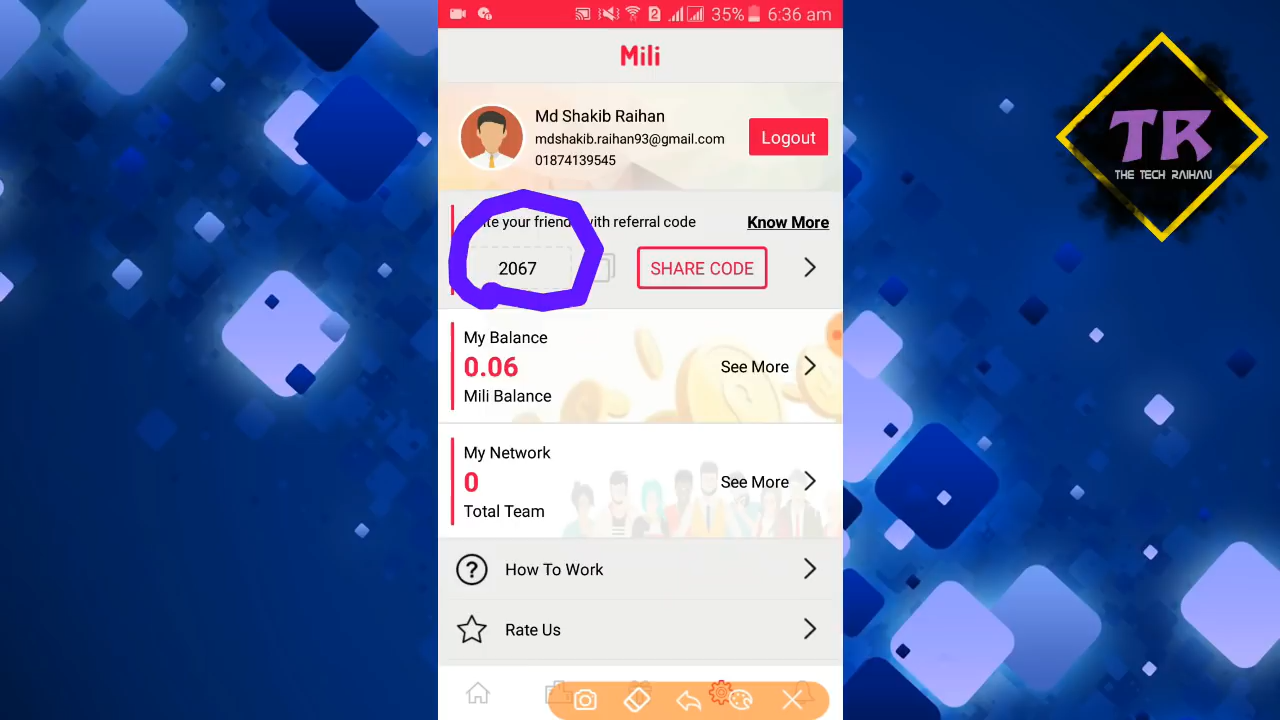 35% 6:36 am
Mili
Md Shakib Raihan
mdshakib.raihan93@gmail.com
01874139545
Logout
your friend with referral code
Know More
2067
SHARE CODE
My Balance
0.06
See More
Mili Balance
My Network
0
See More
Total Team
How To Work
Rate Us
TR
THE TECH RAIHAN